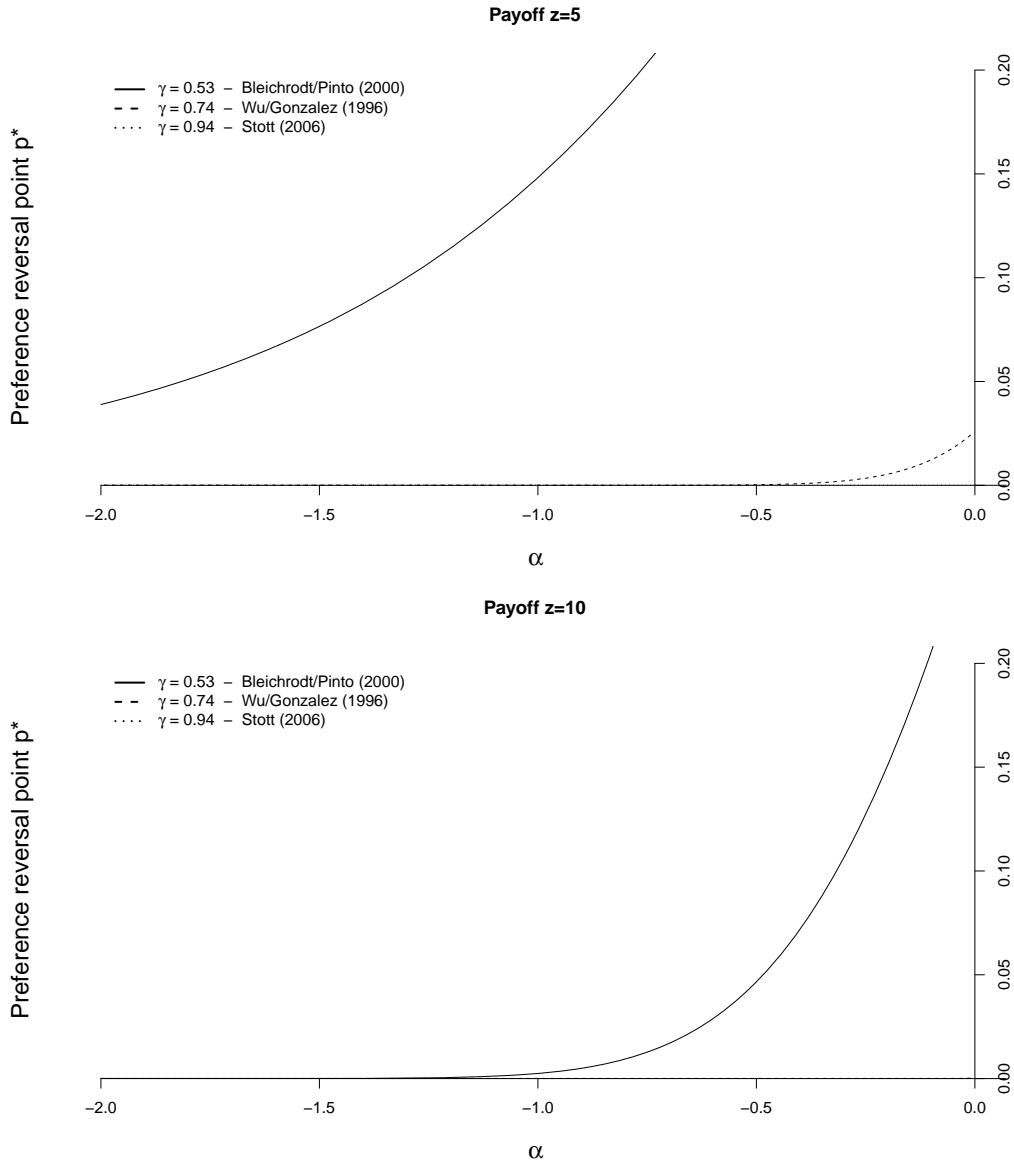 Payoff z=5
γ = 0.53 − Bleichrodt/Pinto (2000)
γ = 0.74 − Wu/Gonzalez (1996)
γ = 0.94 − Stott (2006)
Preference reversal point p*
0.20
0.15
0.10
0.05
0.00
−2.0 −1.5 −1.0 −0.5 0.0
α
Payoff z=10
γ = 0.53 − Bleichrodt/Pinto (2000)
γ = 0.74 − Wu/Gonzalez (1996)
γ = 0.94 − Stott (2006)
Preference reversal point p*
0.20
0.15
0.10
0.05
0.00
−2.0 −1.5 −1.0 −0.5 0.0
α